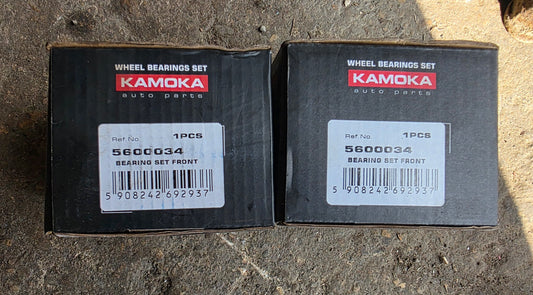 WHEEL BEARINGS SET
KAMOKA
auto parts
Ref.No. 1PCS
5600034
BEARING SET FRONT
5 908242 692937
WHEEL BEARINGS SET
KAMOKA
auto parts
Ref.No. 1PCS
5600034
BEARING SET FRONT
5 908242 692937